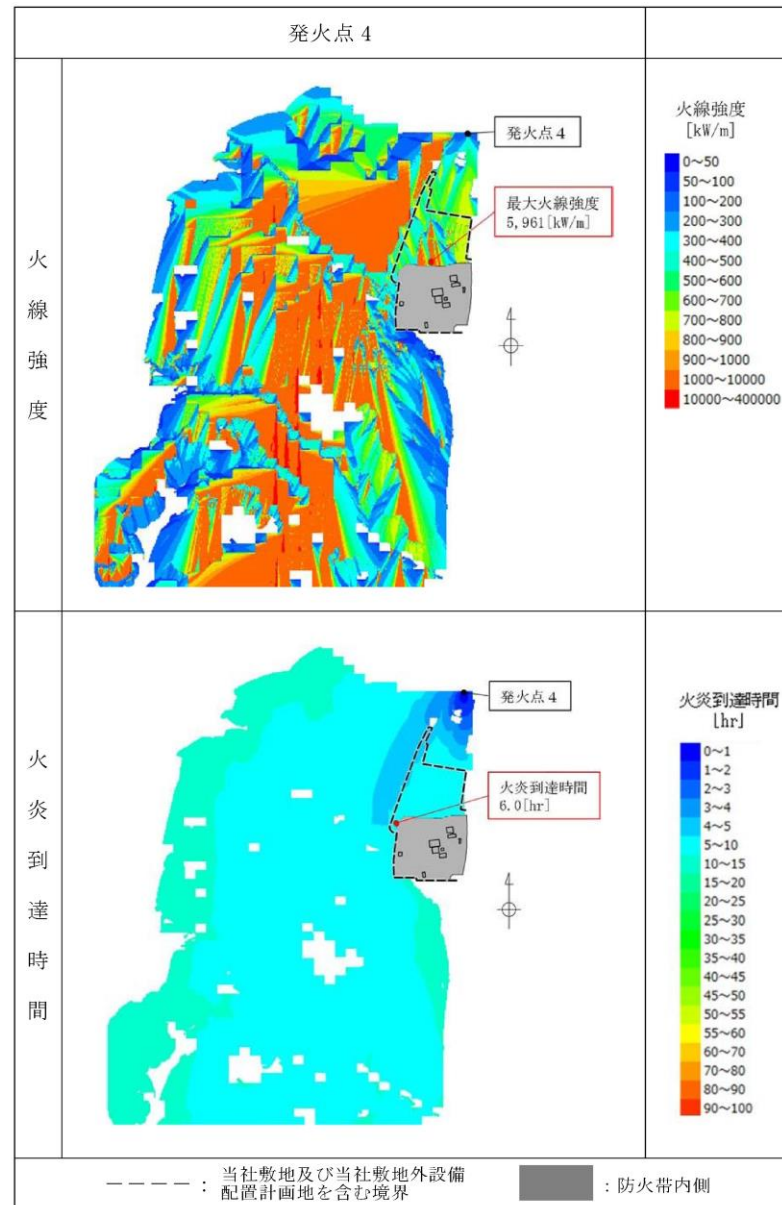 発火点4
火線強度
発火点4
最大火線強度
5,961[kW/m]
火線強度
[kW/m]
0～50
50～100
100～200
200～300
300～400
400～500
500～600
600～700
700～800
800～900
900～1000
1000～10000
10000～400000
火炎到達時間
発火点4
火炎到達時間
6.0[hr]
火炎到達時間
[hr]
0～1
1～2
2～3
3～4
4～5
5～10
10～15
15～20
20～25
25～30
30～35
35～40
40～45
45～50
50～55
55～60
60～70
70～80
80～90
90～100
：当社敷地及び当社敷地外設備
配置計画地を含む境界
：防火帯内側